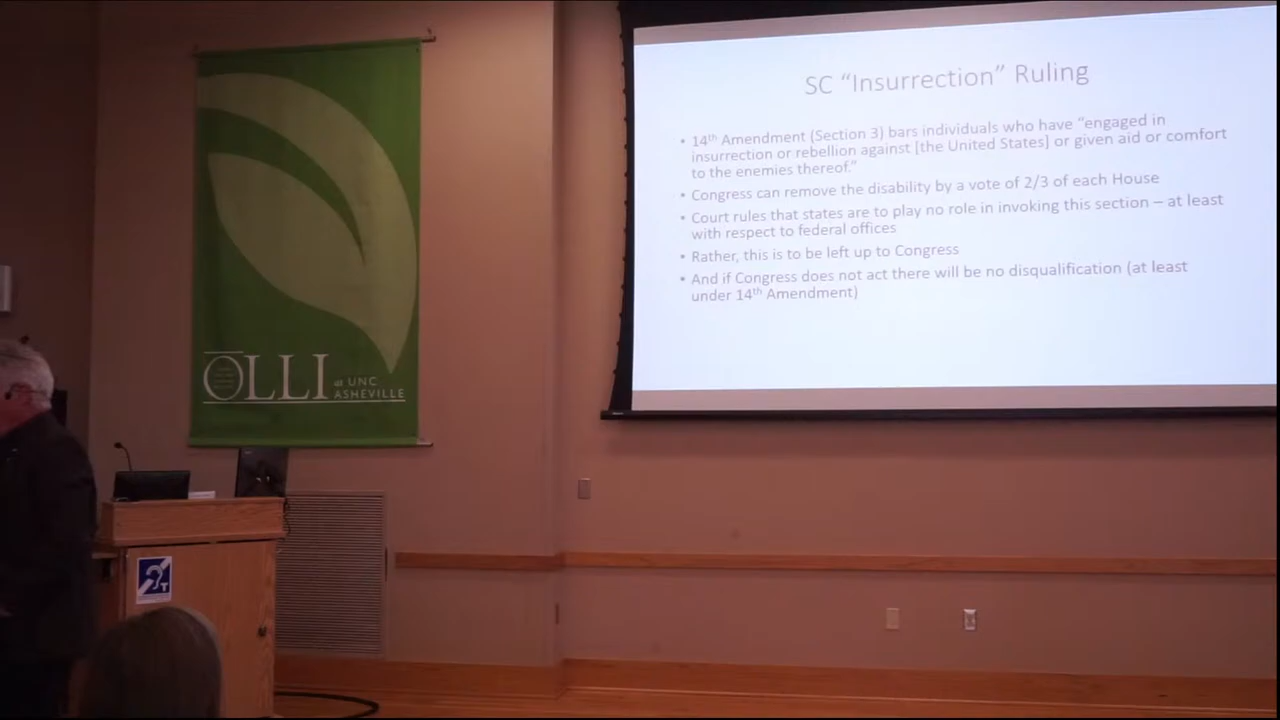 SC “Insurrection” Ruling
• 14th Amendment (Section 3) bars individuals who have “engaged in
insurrection or rebellion against [the United States] or given aid or comfort
to the enemies thereof.”
• Congress can remove the disability by a vote of 2/3 of each House
• Court rules that states are to play no role in invoking this section – at least
with respect to federal offices
• Rather, this is to be left up to Congress
• And if Congress does not act there will be no disqualification (at least
under 14th Amendment)
OLLI at UNC
ASHEVILLE
T